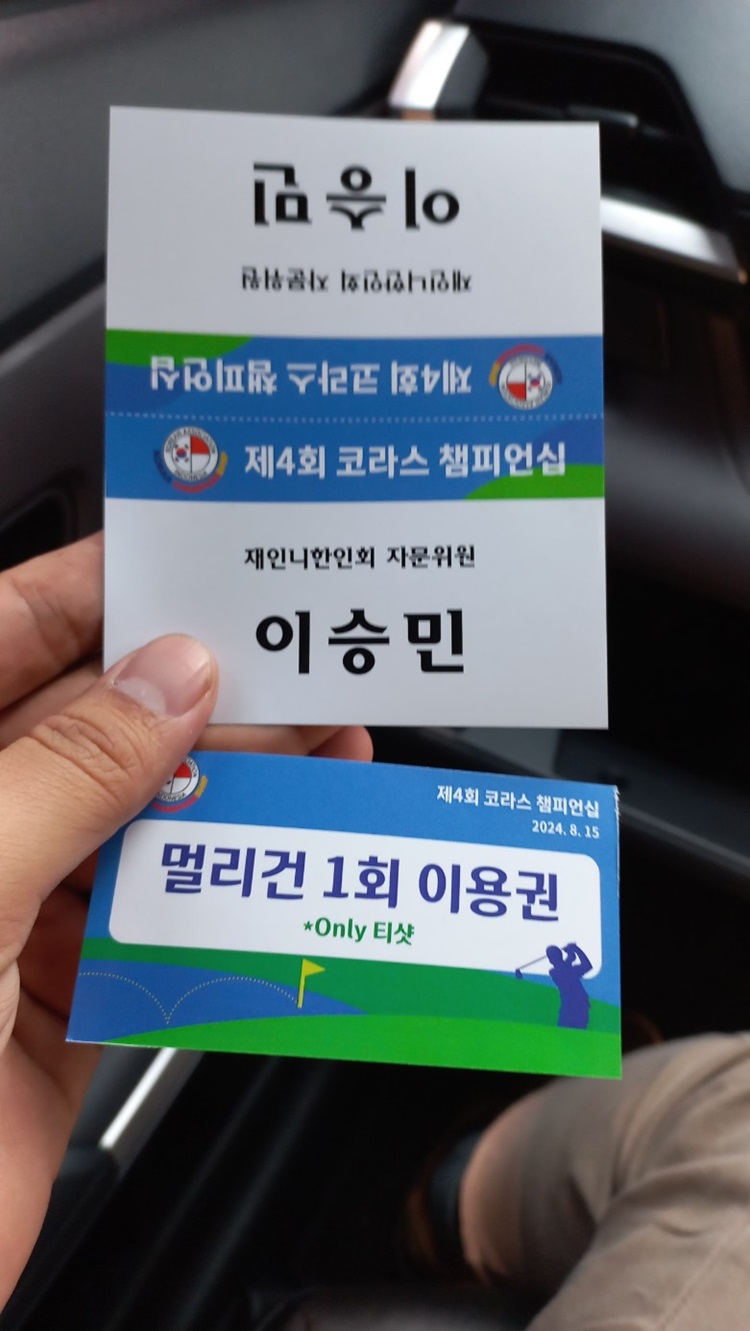 이승민
재인니한인회 자문위원
제4회 코라스 챔피언십
제4회 코라스 챔피언십
재인니한인회 자문위원
이승민
제4회 코라스 챔피언십
2024. 8. 15
멀리건 1회 이용권
*Only 티샷